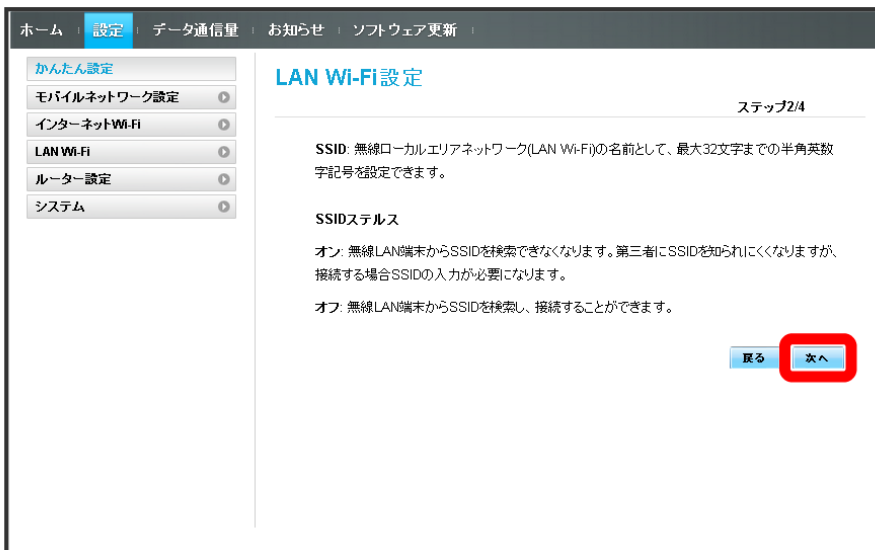 ホーム 設定 データ通信量 お知らせ ソフトウェア更新
かんたん設定
モバイルネットワーク設定
インターネットWi-Fi
LAN Wi-Fi
ルーター設定
システム
LAN Wi-Fi設定
ステップ2/4
SSID: 無線ローカルエリアネットワーク(LAN Wi-Fi)の名前として、最大32文字までの半角英数
字記号を設定できます。
SSIDステルス
オン: 無線LAN端末からSSIDを検索できなくなります。第三者にSSIDを知られにくくなりますが、
接続する場合SSIDの入力が必要になります。
オフ: 無線LAN端末からSSIDを検索し、接続することができます。
戻る 次へ